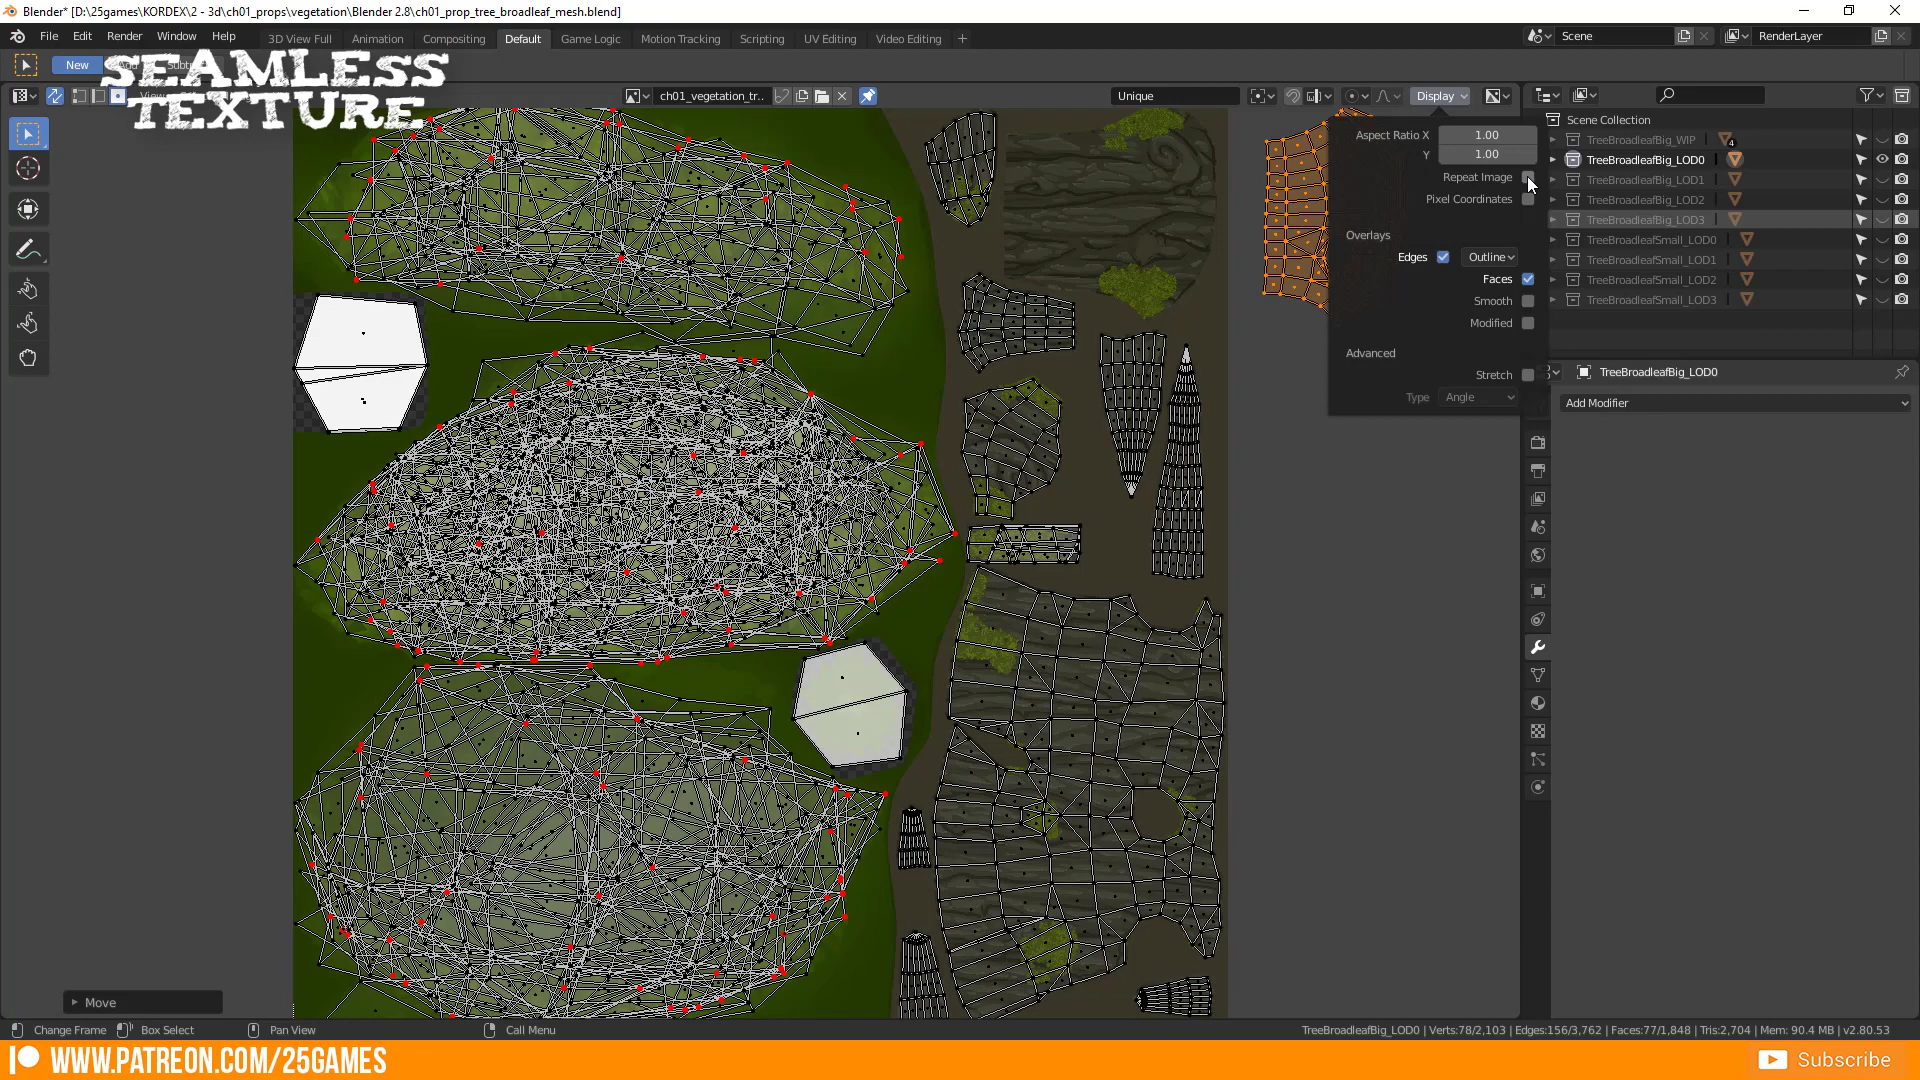 Blender* [D:\25games\KORDEX\2 - 3d\ch01_props\vegetation\Blender 2.8\ch01_prop_tree_broadleaf_mesh.blend]
File Edit Render Window Help
3D View Full Animation Compositing Default Game Logic Motion Tracking Scripting UV Editing Video Editing +
Scene
RenderLayer
New
SEAMLESS
TEXTURE
ch01_vegetation_tr..
Unique
Display
Aspect Ratio X 1.00
Y 1.00
Repeat Image
Pixel Coordinates
Overlays
Edges Outline
Faces
Smooth
Modified
Advanced
Stretch
Type Angle
Scene Collection
TreeBroadleafBig_WIP 4
TreeBroadleafBig_LOD0
TreeBroadleafBig_LOD1
TreeBroadleafBig_LOD2
TreeBroadleafBig_LOD3
TreeBroadleafSmall_LOD0
TreeBroadleafSmall_LOD1
TreeBroadleafSmall_LOD2
TreeBroadleafSmall_LOD3
TreeBroadleafBig_LOD0
Add Modifier
Move
Change Frame Box Select Pan View Call Menu
TreeBroadleafBig_LOD0 | Verts:78/2,103 | Edges:156/3,762 | Faces:77/1,848 | Tris:2,704 | Mem: 90.4 MB | v2.80.53
WWW.PATREON.COM/25GAMES
Subscribe